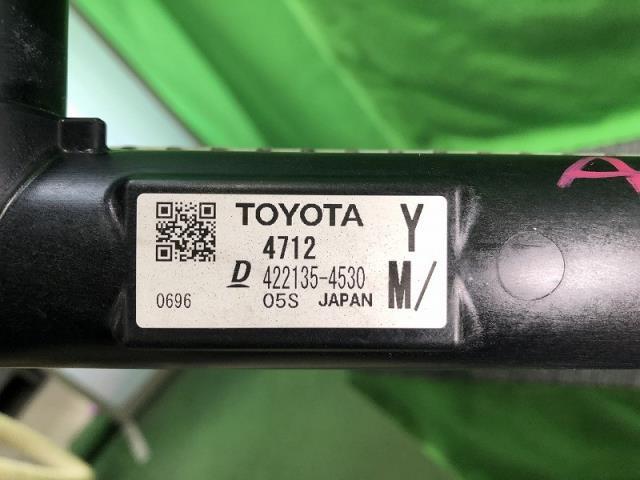 TOYOTA Y
4712
D 422135-4530 M/
0696 05S JAPAN
A